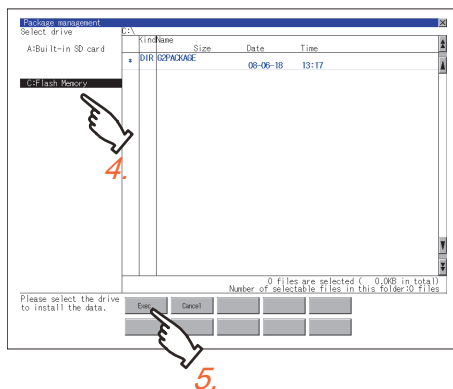 Package management
Select drive
C:\
Kind Name
Size Date Time
A:Built-in SD card
* DIR G2PACKAGE
08-06-18 13:17
C:Flash Memory
4.
0 files are selected ( 0.0KB in total)
Number of selectable files in this folder:0 files
Please select the drive
to install the data.
Exec. Cancel
5.